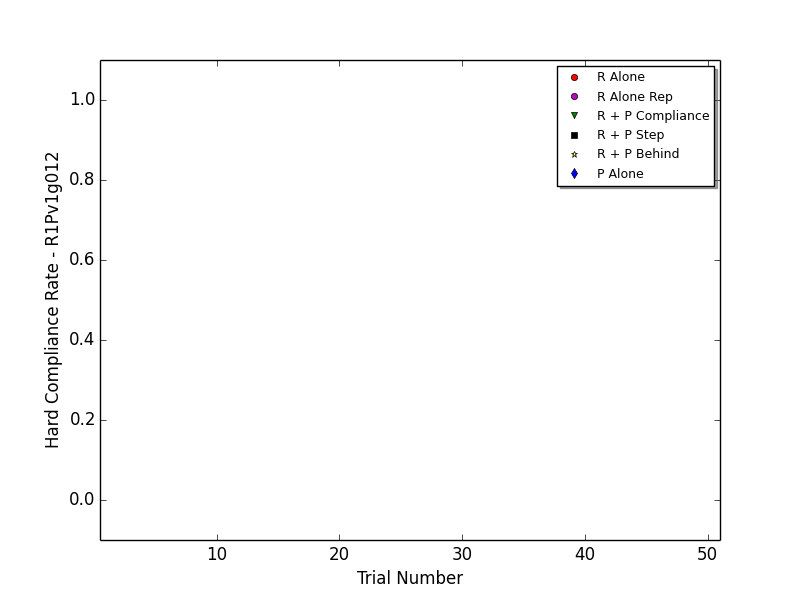 R Alone
R Alone Rep
R + P Compliance
R + P Step
R + P Behind
P Alone
1.0
0.8
0.6
0.4
0.2
0.0
Hard Compliance Rate - R1Pv1g012
10 20 30 40 50
Trial Number